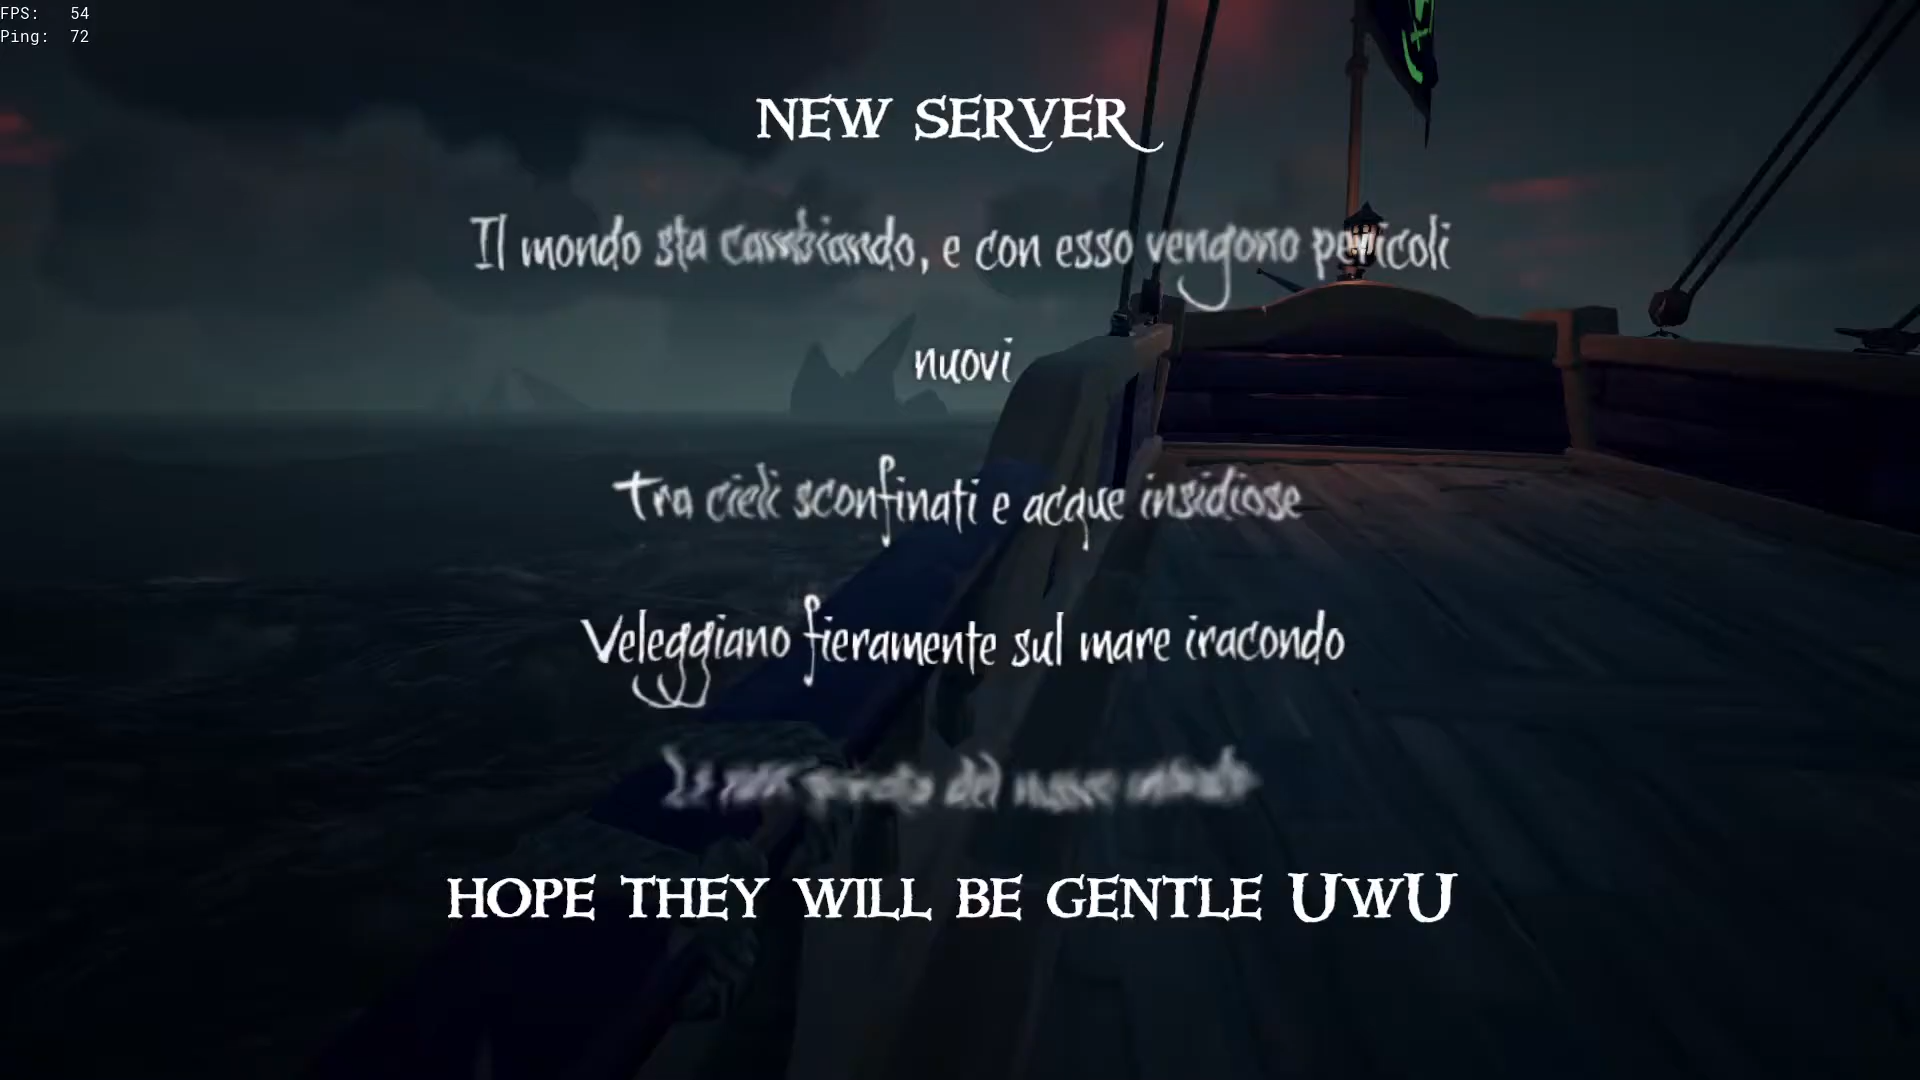 FPS: 54
Ping: 72
NEW SERVER
Il mondo sta cambiando, e con esso vengono pericoli
nuovi
Tra cieli sconfinati e acque insidiose
Veleggiano fieramente sul mare iracondo
del
HOPE THEY WILL BE GENTLE UWU